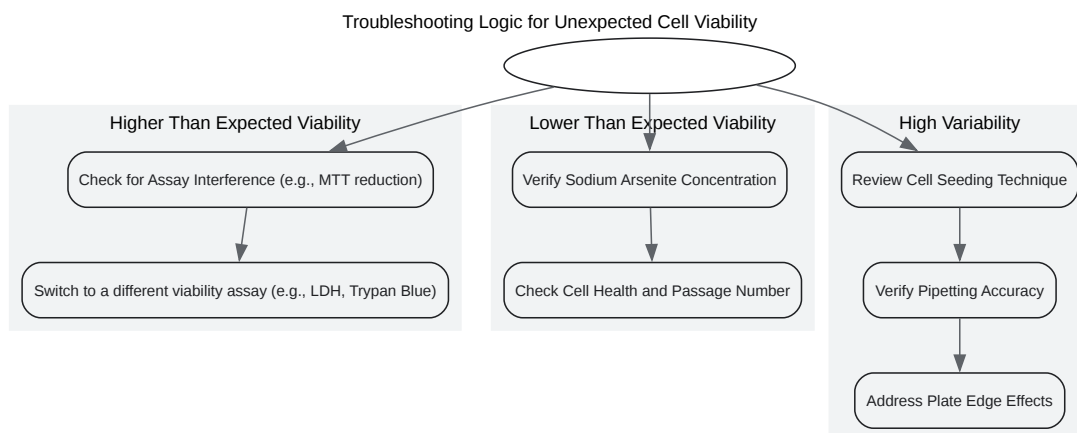 Troubleshooting Logic for Unexpected Cell Viability
Higher Than Expected Viability
Check for Assay Interference (e.g., MTT reduction)
Switch to a different viability assay (e.g., LDH, Trypan Blue)
Lower Than Expected Viability
Verify Sodium Arsenite Concentration
Check Cell Health and Passage Number
High Variability
Review Cell Seeding Technique
Verify Pipetting Accuracy
Address Plate Edge Effects